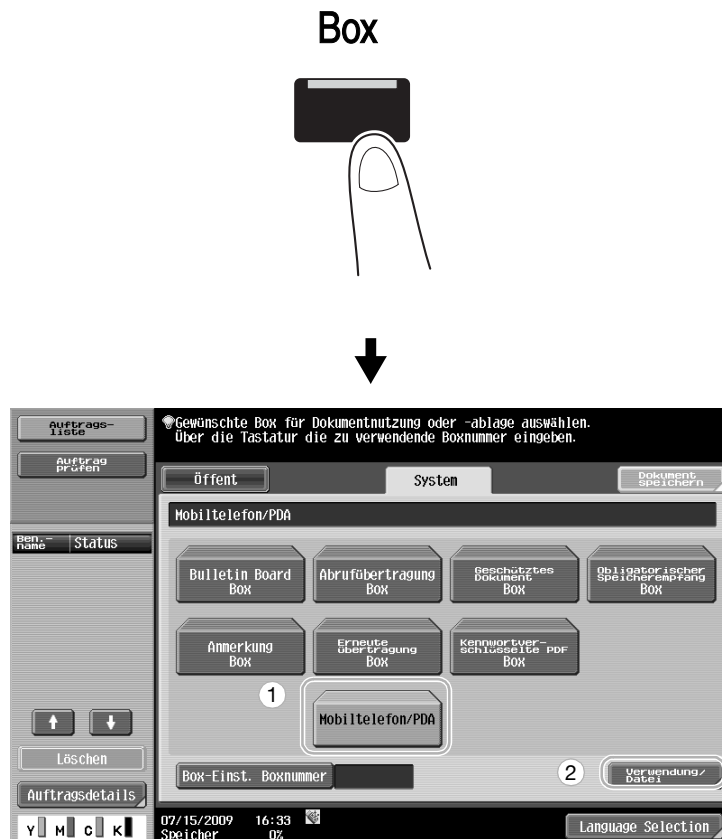 Box
Auftrags-
liste
Auftrag
prüfen
Ben.-
name
Status
Löschen
Auftragsdetails
Y M C K
Gewünschte Box für Dokumentnutzung oder -ablage auswählen.
Über die Tastatur die zu verwendende Boxnummer eingeben.
Öffent
System
Dokument
speichern
Mobiltelefon/PDA
Bulletin Board
Box
Abrufübertragung
Box
Geschütztes
Dokument
Box
Obligatorischer
Speicherempfang
Box
Anmerkung
Box
Erneute
übertragung
Box
Kennwortver-
schlüsselte PDF
Box
1
Mobiltelefon/PDA
Box-Einst. Boxnummer
2
Verwendung/
Datei
07/15/2009 16:33
Speicher 0%
Language Selection